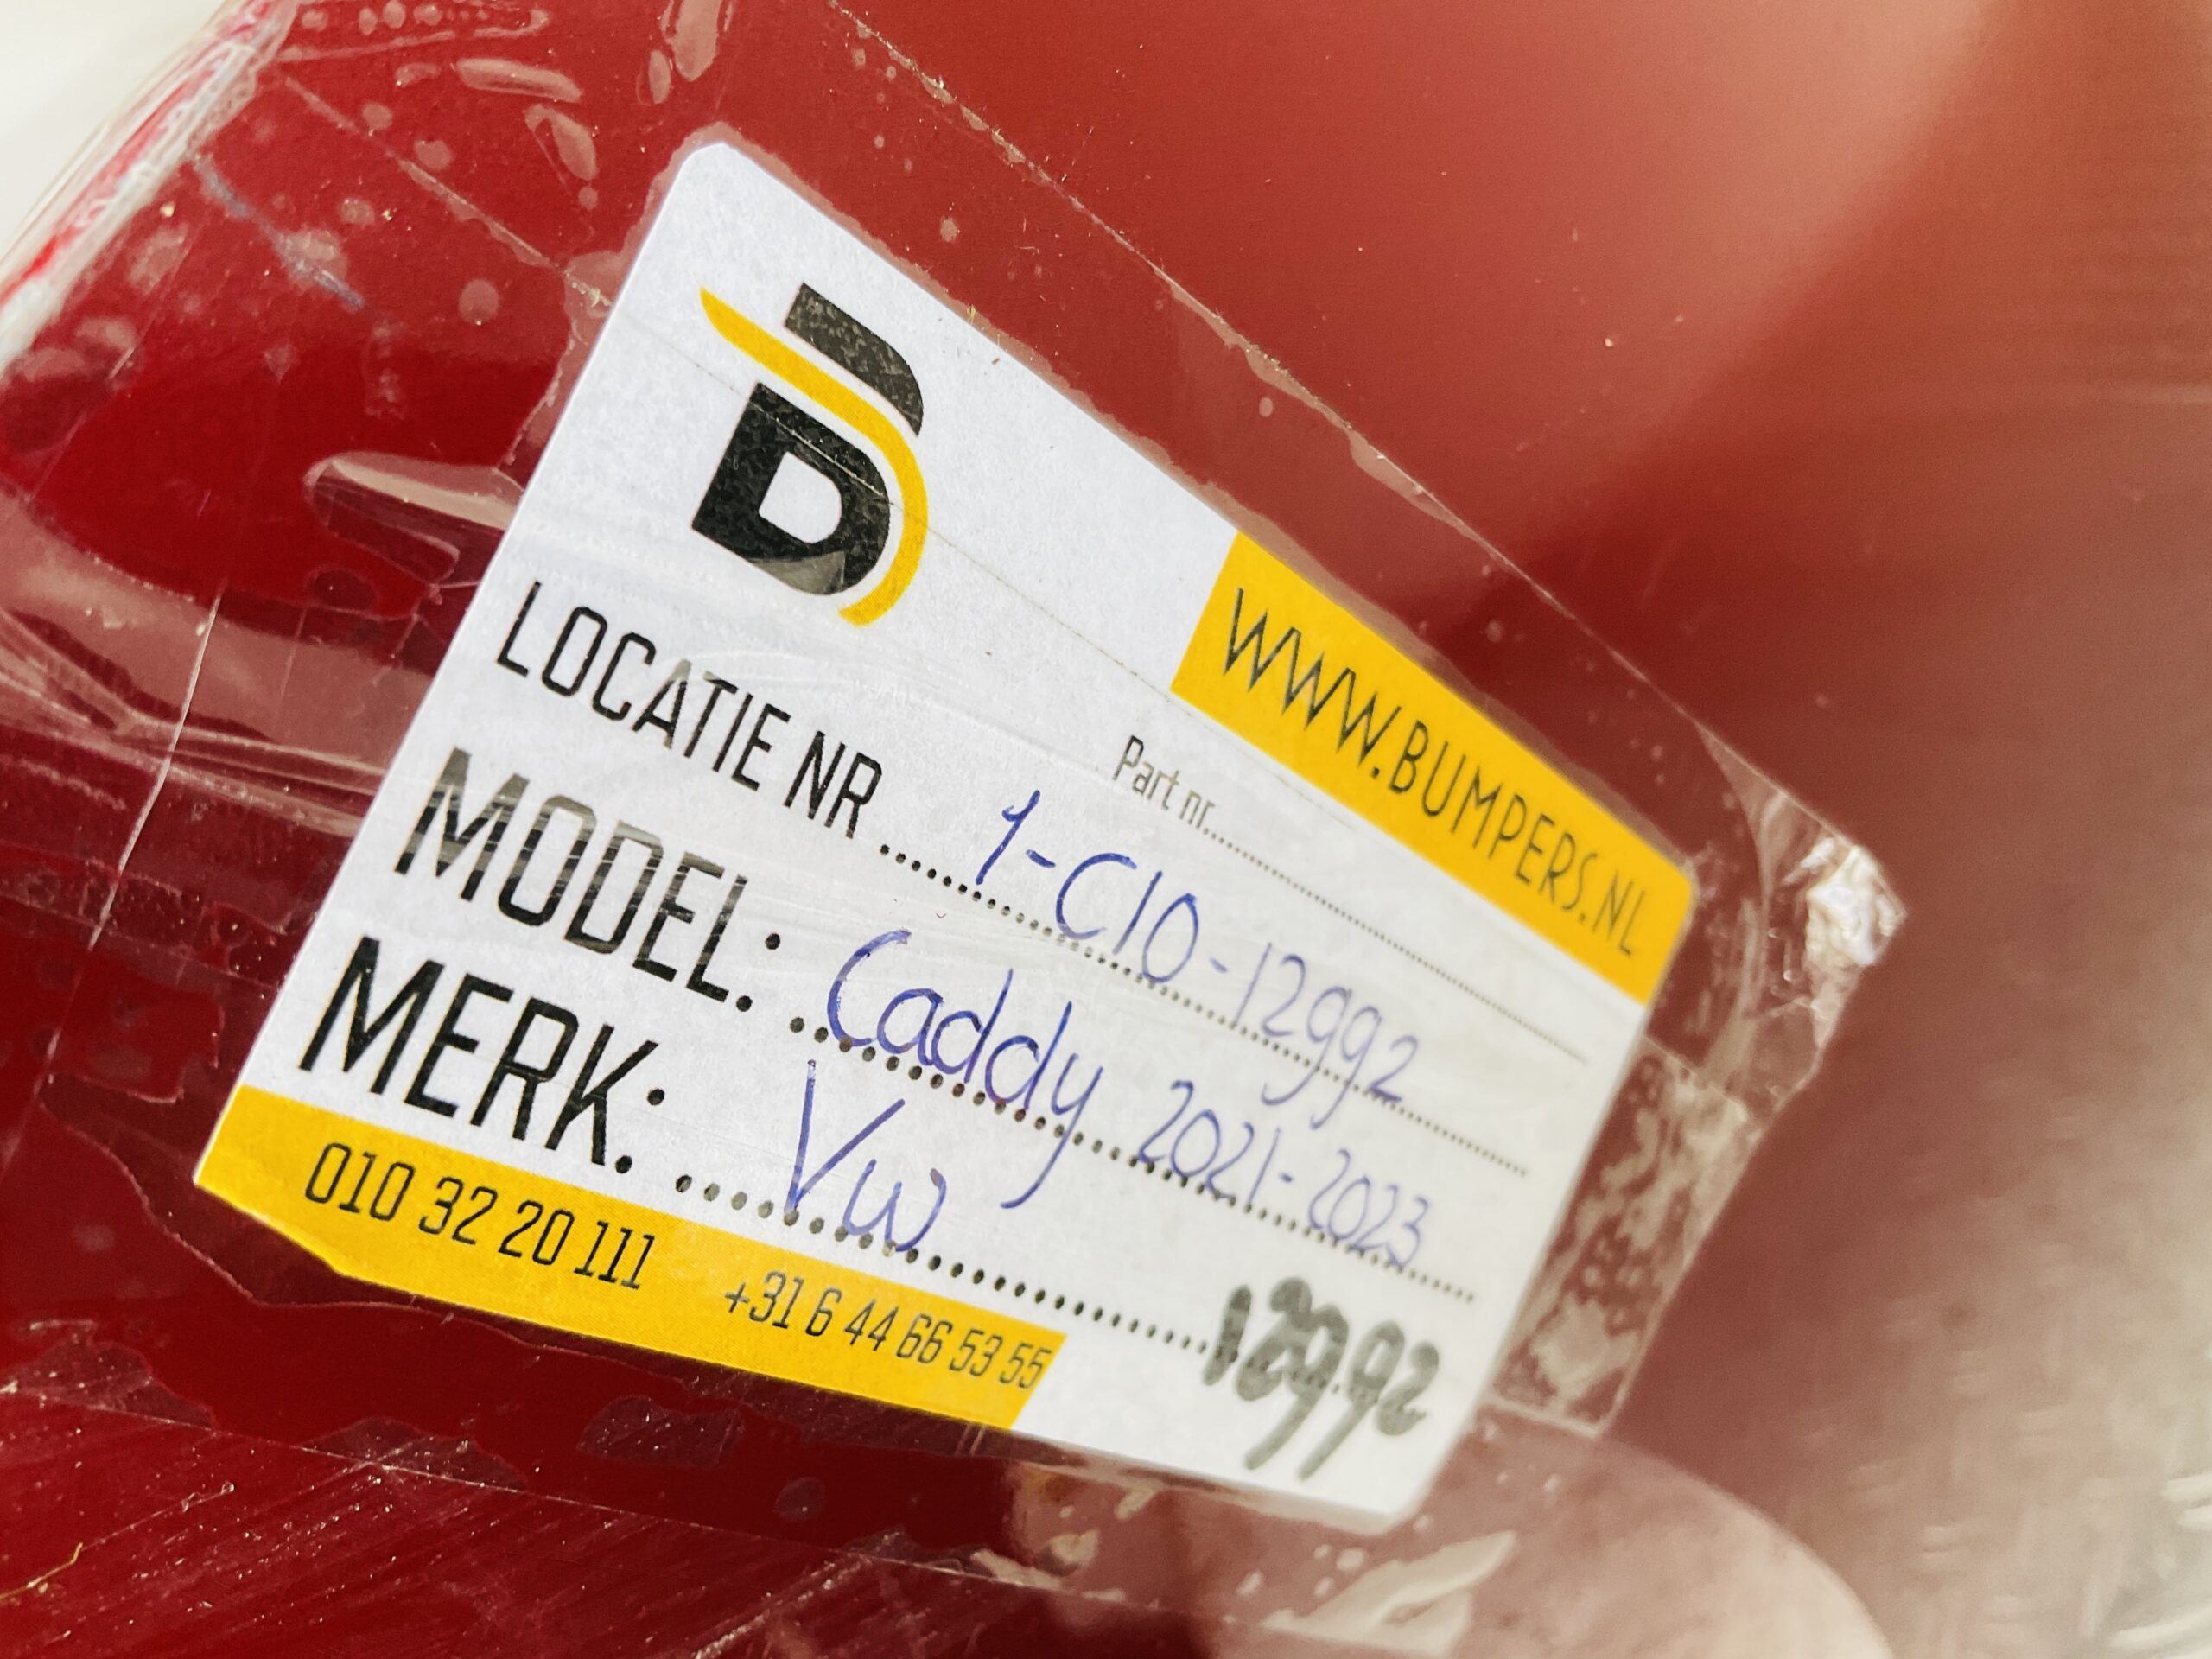 B
WWW.BUMPERS.NL
Part nr..........
LOCATIE NR ...... 1-C10-12992
MODEL: .. Caddy 2021-2023
MERK: .... Vw
12992
010 32 20 111 +31 6 44 66 53 55